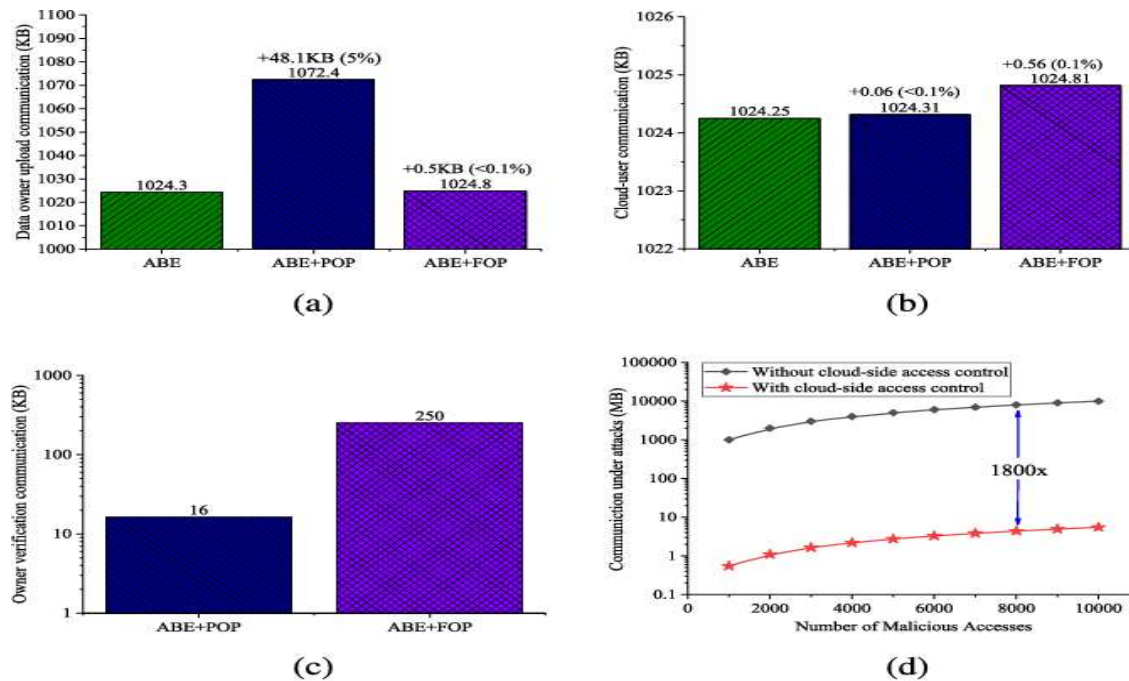 Data owner upload communication (KB)
1100
1090
1080
1070
1060
1050
1040
1030
1020
1010
1000
+48.1KB (5%)
1072.4
1024.3
+0.5KB (<0.1%)
1024.8
ABE
ABE+POP
ABE+FOP
(a)
Cloud-user communication (KB)
1026
1025
1024
1023
1022
1024.25
+0.06 (<0.1%)
1024.31
+0.56 (0.1%)
1024.81
ABE
ABE+POP
ABE+FOP
(b)
Owner verification communication (KB)
1000
100
10
1
16
250
ABE+POP
ABE+FOP
(c)
Communiction under attacks (MB)
100000
10000
1000
100
10
1
0.1
Without cloud-side access control
With cloud-side access control
1800x
0
2000
4000
6000
8000
10000
Number of Malicious Accesses
(d)